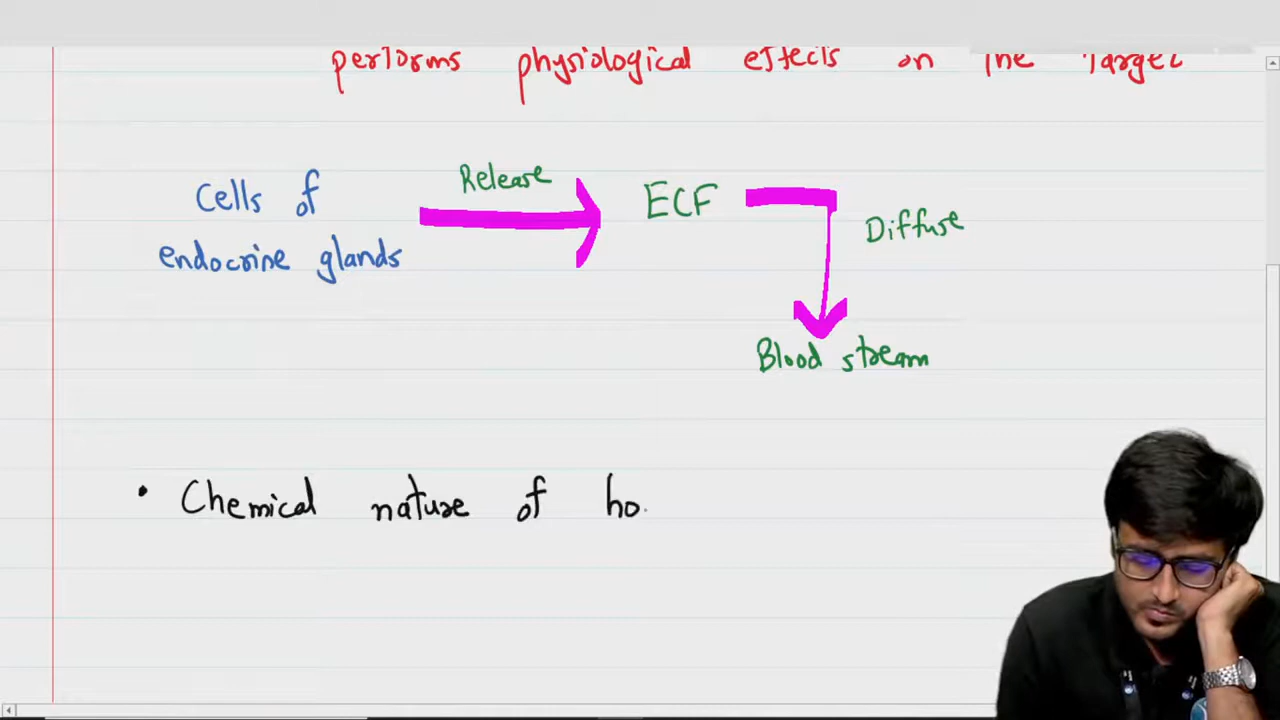 performs physiological effects on the target
Release
Cells of
ECF
endocrine glands
Diffuse
Blood stream
• Chemical nature of ho